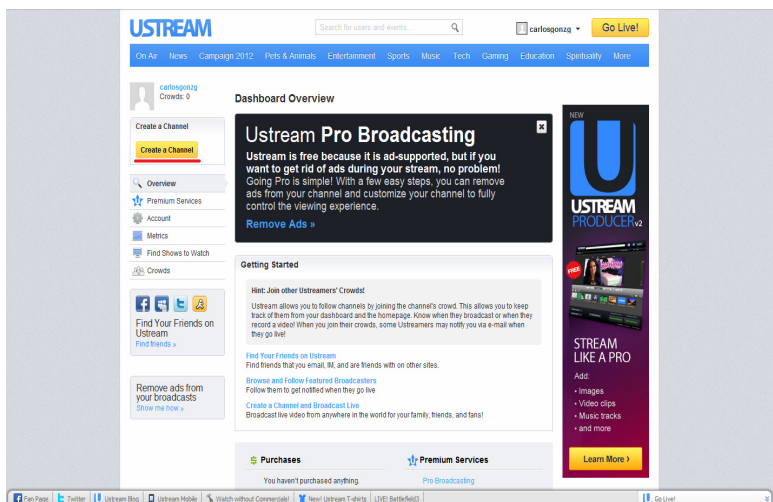 USTREAM
Search for users and events...
carlosgonzg
Go Live!
On Air News Campaign 2012 Pets & Animals Entertainment Sports Music Tech Gaming Education Spirituality More
carlosgonzg
Crowds: 0
Create a Channel
Create a Channel
Overview
Premium Services
Account
Metrics
Find Shows to Watch
Crowds
Find Your Friends on
Ustream
Find friends »
Remove ads from
your broadcasts
Show me how »
Dashboard Overview
Ustream Pro Broadcasting
Ustream is free because it is ad-supported, but if you
want to get rid of ads during your stream, no problem!
Going Pro is simple! With a few easy steps, you can remove
ads from your channel and customize your channel to fully
control the viewing experience.
Remove Ads »
Getting Started
Hint: Join other Ustreamers' Crowds!
Ustream allows you to follow channels by joining the channel's crowd. This allows you to keep
track of them from your dashboard and the homepage. Know when they broadcast or when they
record a video! When you join their crowds, some Ustreamers may notify you via e-mail when
they go live!
Find Your Friends on Ustream
Find friends that you email, IM, and are friends with on other sites.
Browse and Follow Featured Broadcasters
Follow them to get notified when they go live
Create a Channel and Broadcast Live
Broadcast live video from anywhere in the world for your family, friends, and fans!
$ Purchases
You haven't purchased anything.
Premium Services
Pro Broadcasting
NEW
USTREAM
PRODUCER v2
FREE
STREAM
LIKE A PRO
Add:
• Images
• Video clips
• Music tracks
• and more
Learn More >
Fan Page Twitter Ustream Blog Ustream Mobile Watch without Commercials! New! Ustream T-shirts LIVE! Battlefield3 Go Live!